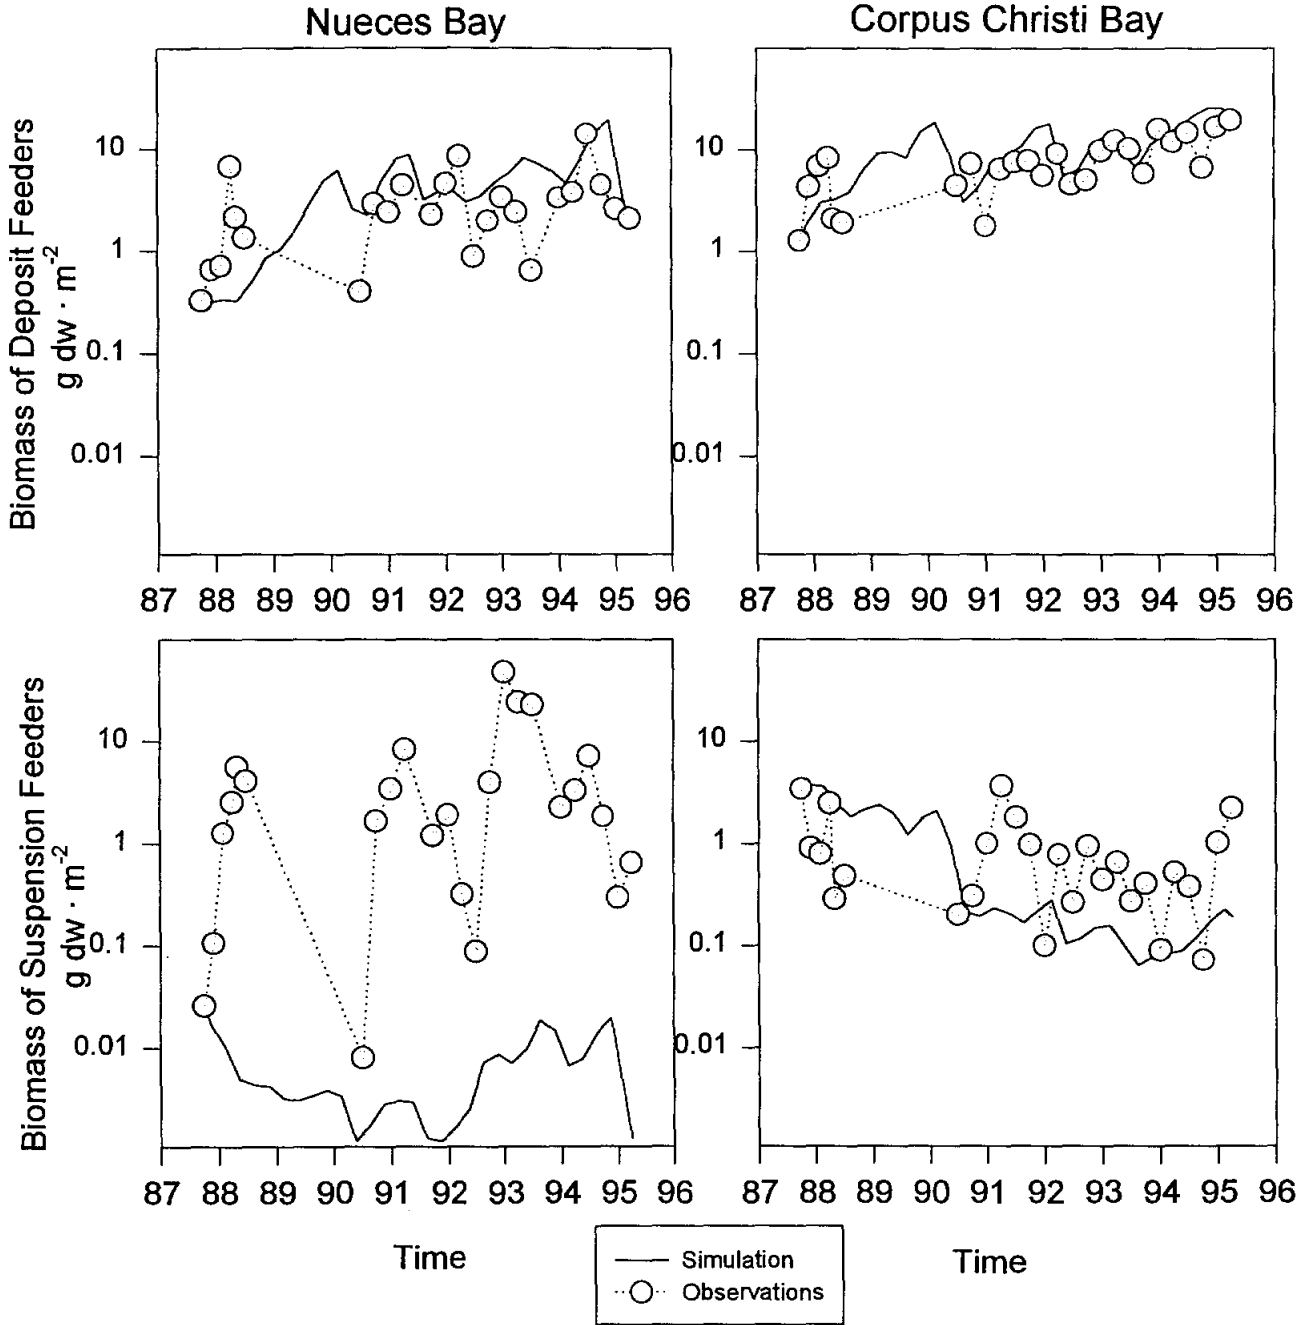 Nueces Bay
Corpus Christi Bay
Biomass of Deposit Feeders
g dw · m-2
10
1
0.1
0.01
87 88 89 90 91 92 93 94 95 96
10
1
0.1
0.01
87 88 89 90 91 92 93 94 95 96
Biomass of Suspension Feeders
g dw · m-2
10
1
0.1
0.01
87 88 89 90 91 92 93 94 95 96
Time
10
1
0.1
0.01
87 88 89 90 91 92 93 94 95 96
Time
Simulation
Observations